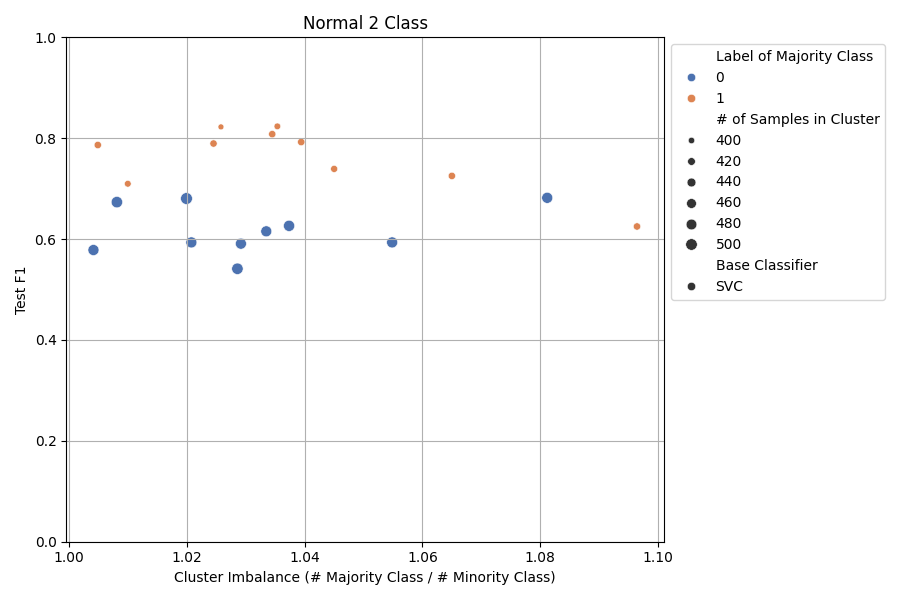 Normal 2 Class
1.0
0.8
0.6
0.4
0.2
0.0
Test F1
1.00 1.02 1.04 1.06 1.08 1.10
Cluster Imbalance (# Majority Class / # Minority Class)
Label of Majority Class
0
1
# of Samples in Cluster
400
420
440
460
480
500
Base Classifier
SVC